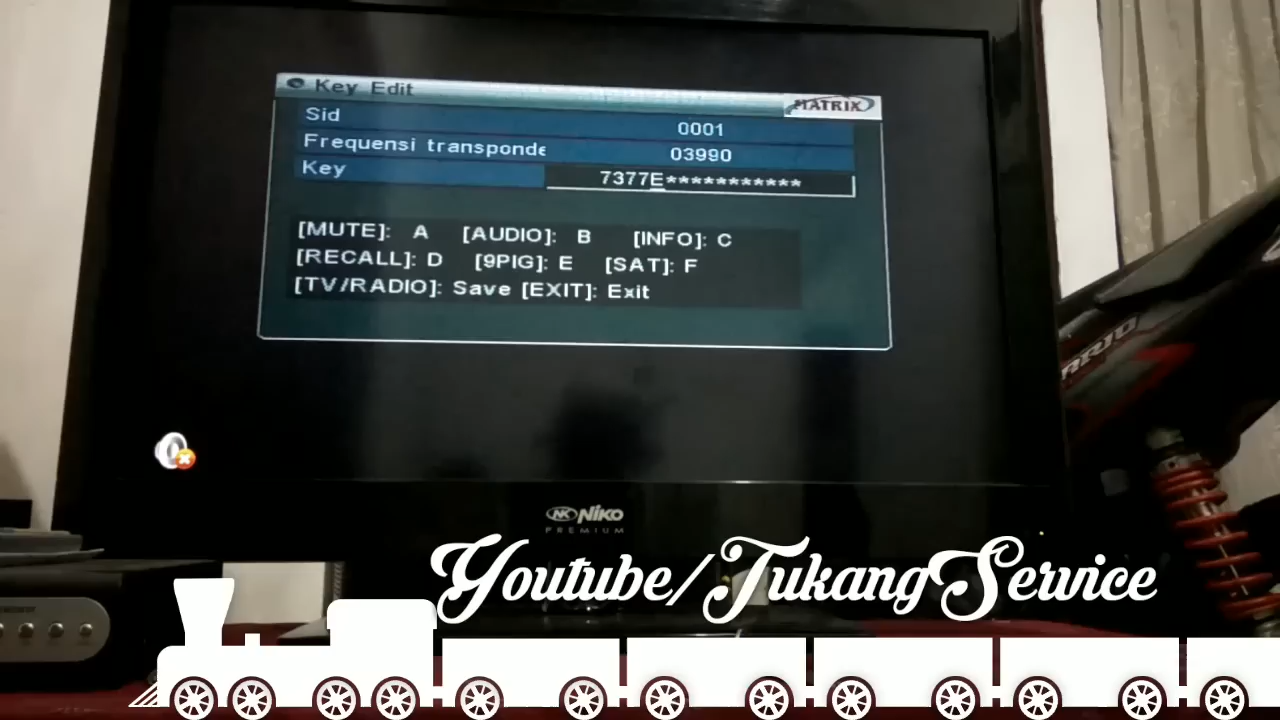 Key Edit
MATRIX
Sid 0001
Frequensi transponde 03990
Key 7377E***********
[MUTE]: A [AUDIO]: B [INFO]: C
[RECALL]: D [9PIG]: E [SAT]: F
[TV/RADIO]: Save [EXIT]: Exit
NK NIKO
PREMIUM
Youtube/TukangService